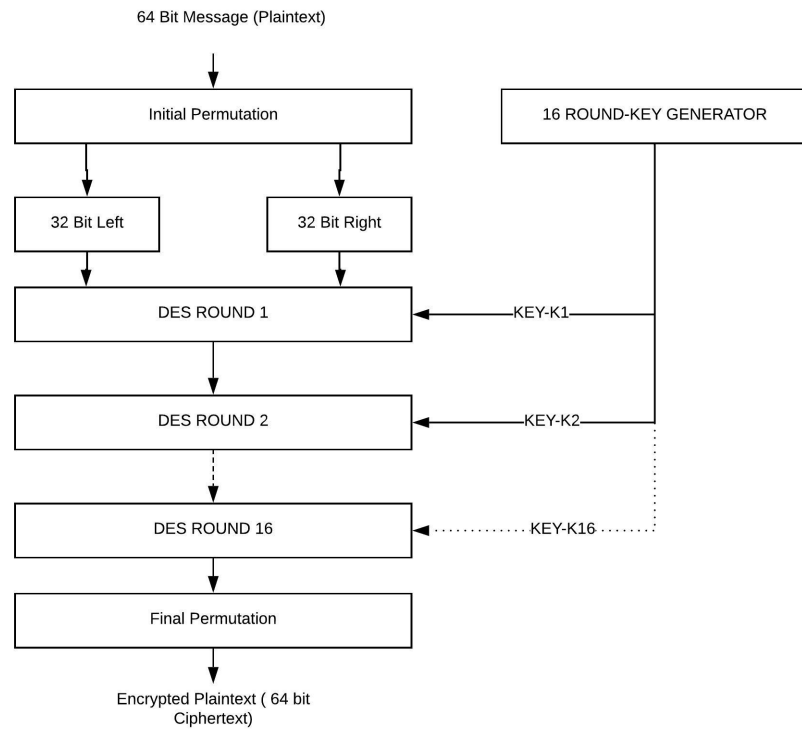 64 Bit Message (Plaintext)
Initial Permutation
16 ROUND-KEY GENERATOR
32 Bit Left
32 Bit Right
DES ROUND 1
KEY-K1
DES ROUND 2
KEY-K2
DES ROUND 16
KEY-K16
Final Permutation
Encrypted Plaintext ( 64 bit
Ciphertext)